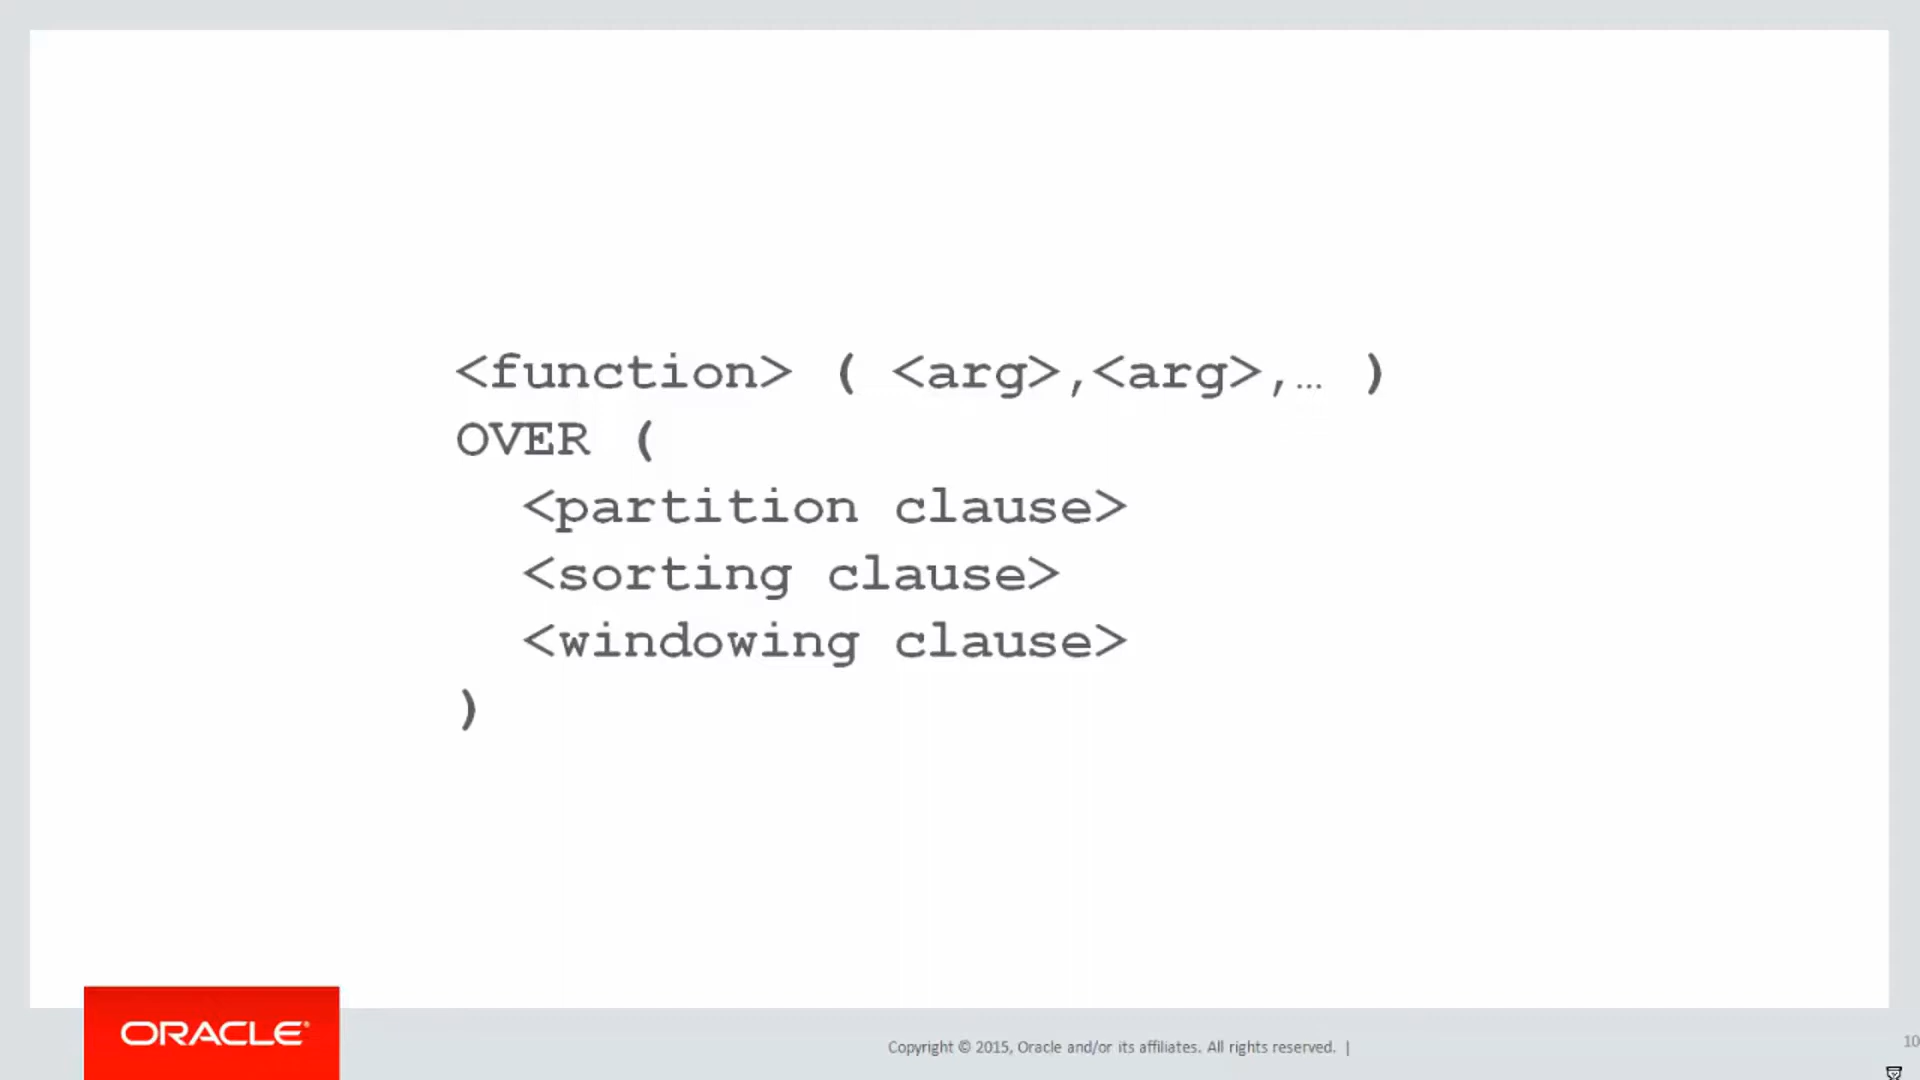 <function> ( <arg>,<arg>,… )
OVER (
<partition clause>
<sorting clause>
<windowing clause>
)
ORACLE®
Copyright © 2015, Oracle and/or its affiliates. All rights reserved. |
10